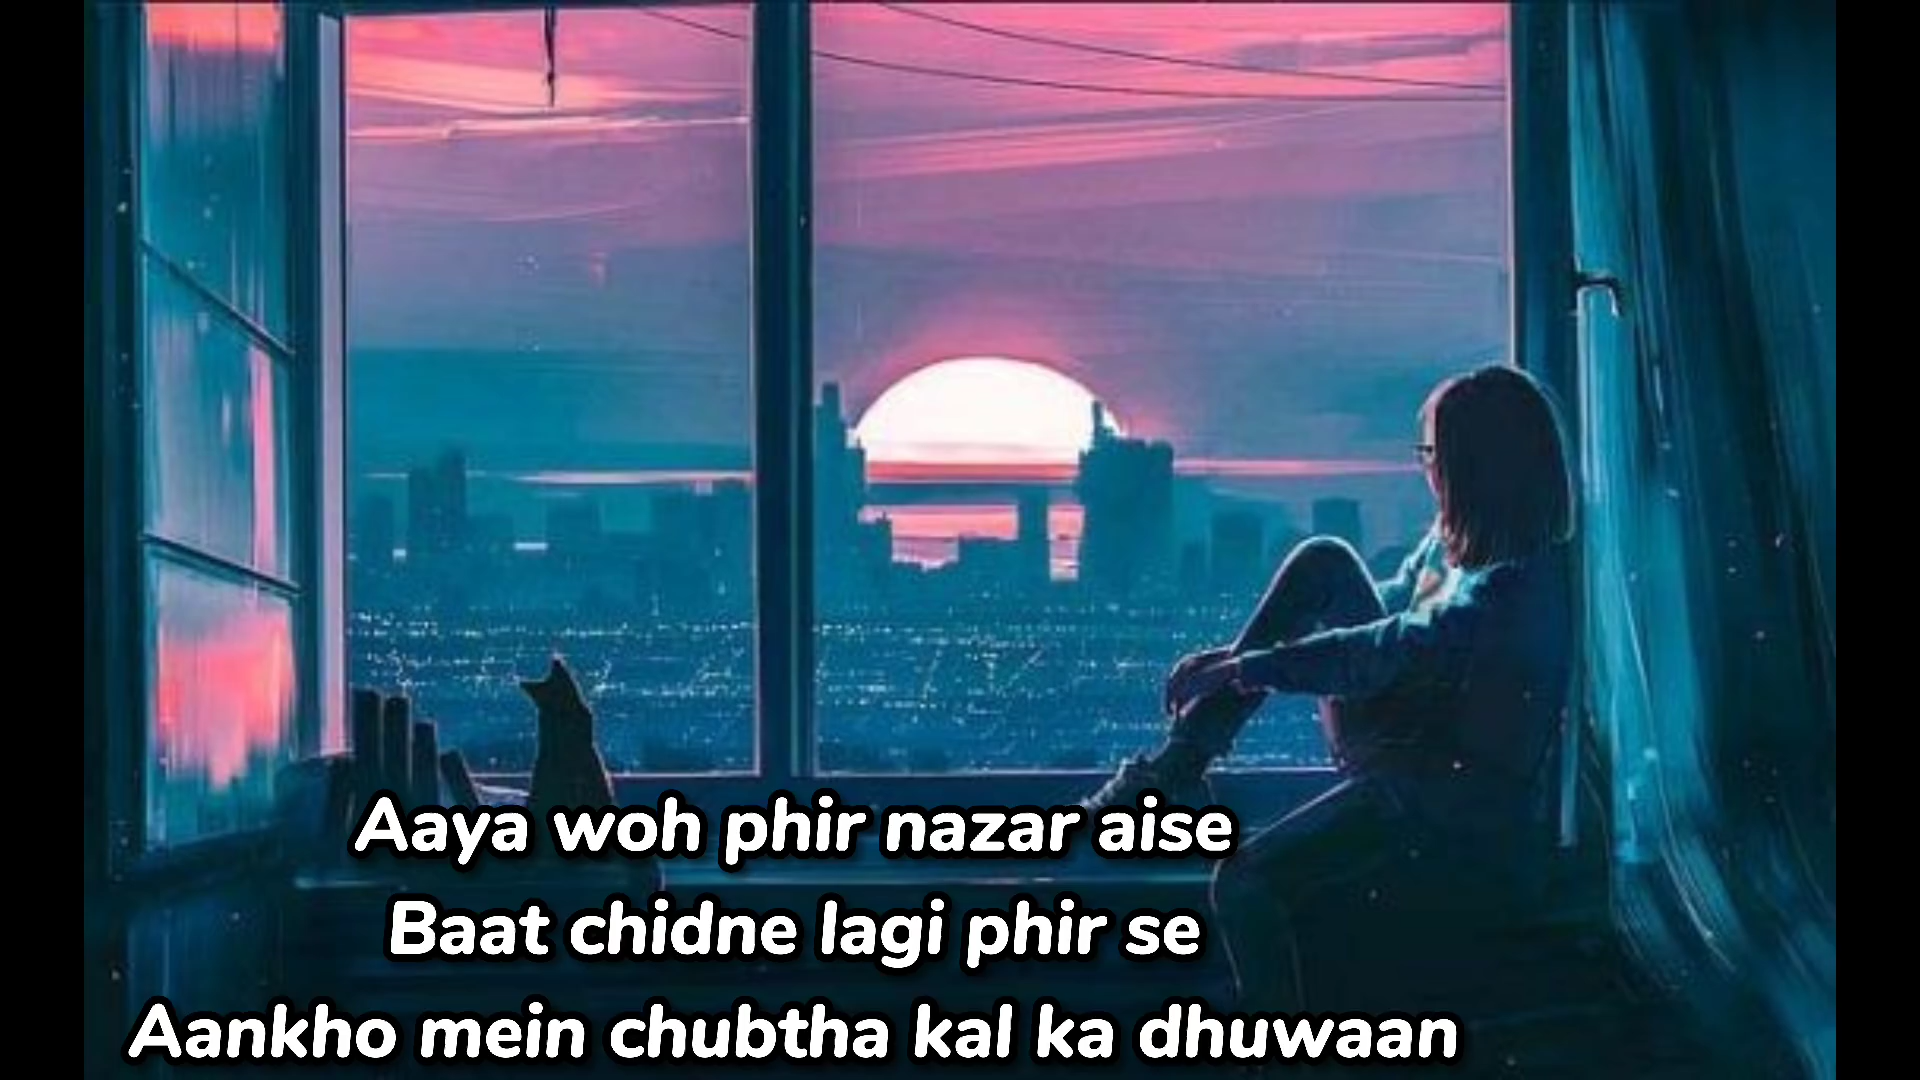 Aaya woh phir nazar aise
Baat chidne lagi phir se
Aankho mein chubtha kal ka dhuwaan